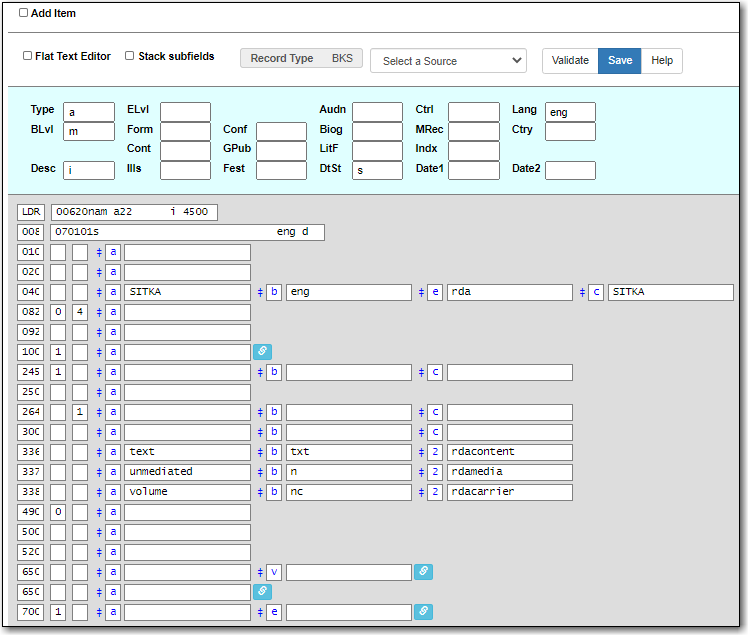 Add Item
Flat Text Editor Stack subfields Record Type BKS Select a Source Validate Save Help
Type a ELvl Audn Ctrl Lang eng
BLvl m Form Conf Biog MRec Ctry
Cont GPub LitF Indx
Desc i Ills Fest DtSt s Date1 Date2
LDR 00620nam a22 i 4500
008 070101s eng d
010 ‡ a
020 ‡ a
040 ‡ a SITKA ‡ b eng ‡ e rda ‡ c SITKA
082 0 4 ‡ a
092 ‡ a
100 1 ‡ a
245 1 ‡ a ‡ b ‡ c
250 ‡ a
264 1 ‡ a ‡ b ‡ c
300 ‡ a ‡ b ‡ c
336 ‡ a text ‡ b txt ‡ 2 rdacontent
337 ‡ a unmediated ‡ b n ‡ 2 rdamedia
338 ‡ a volume ‡ b nc ‡ 2 rdacarrier
490 0 ‡ a
500 ‡ a
520 ‡ a
650 ‡ a ‡ v
650 ‡ a
700 1 ‡ a ‡ e